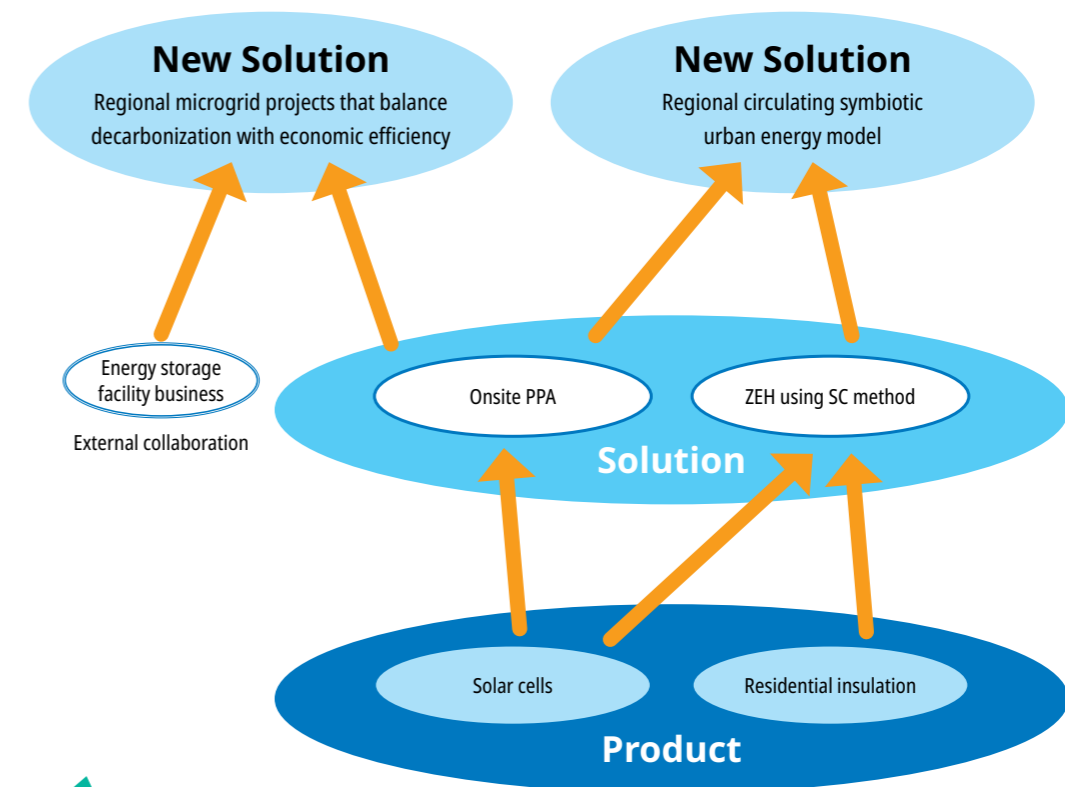 New Solution
Regional microgrid projects that balance
decarbonization with economic efficiency
New Solution
Regional circulating symbiotic
urban energy model
Energy storage
facility business
External collaboration
Onsite PPA
ZEH using SC method
Solution
Solar cells
Residential insulation
Product